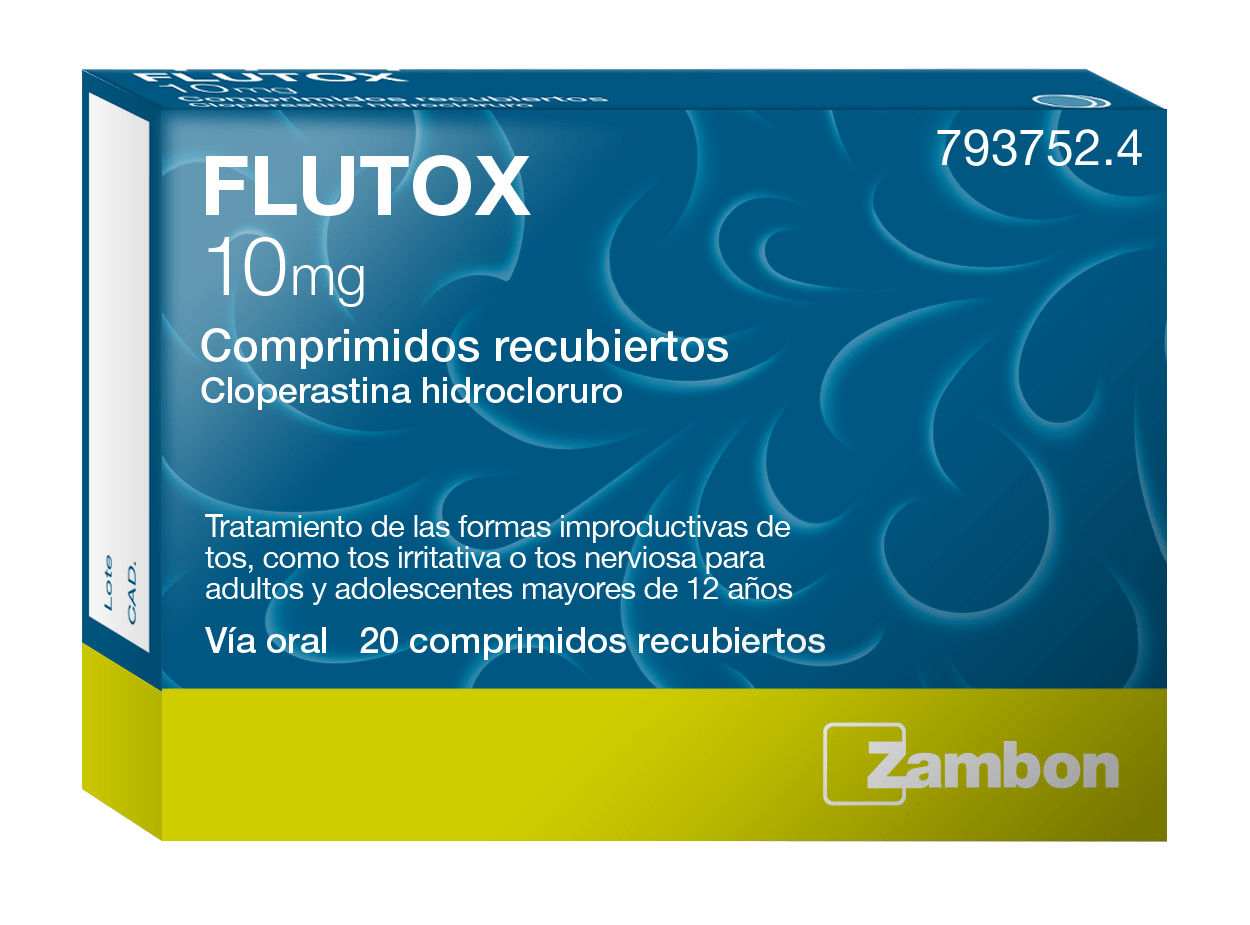 FLUTOX
10mg
Comprimidos recubiertos
Cloperastina hidrocloruro
793752.4
FLUTOX
10mg
Comprimidos recubiertos
Cloperastina hidrocloruro
Tratamiento de las formas improductivas de
tos, como tos irritativa o tos nerviosa para
adultos y adolescentes mayores de 12 años
Vía oral 20 comprimidos recubiertos
Lote
CAD.
Zambon